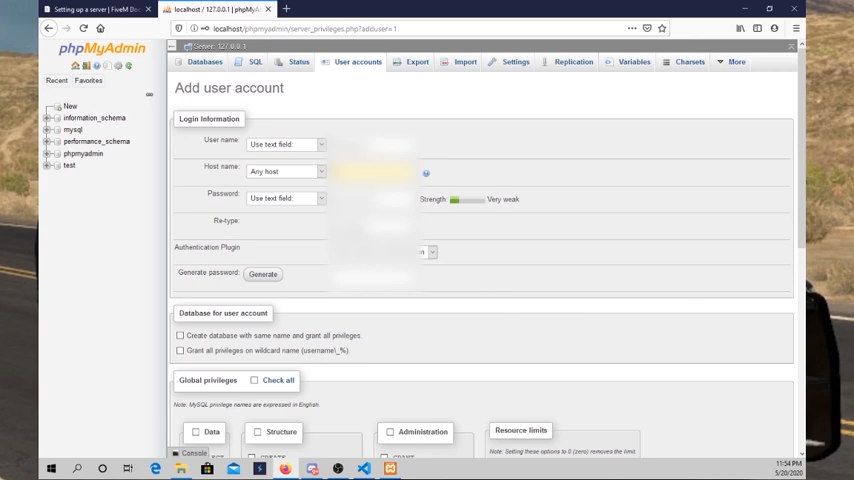 Setting up a server | FiveM Doc
localhost / 127.0.0.1 | phpMyAd
localhost/phpmyadmin/server_privileges.php?adduser=1
phpMyAdmin
Server: 127.0.0.1
Databases SQL Status User accounts Export Import Settings Replication Variables Charsets More
Recent Favorites
New
information_schema
mysql
performance_schema
phpmyadmin
test
Add user account
Login Information
User name: Use text field:
Host name: Any host
Password: Use text field: Strength: Very weak
Re-type:
Authentication Plugin
Generate password: Generate
Database for user account
Create database with same name and grant all privileges.
Grant all privileges on wildcard name (username\_%).
Global privileges Check all
Note: MySQL privilege names are expressed in English.
Data Structure Administration Resource limits
Note: Setting these options to 0 (zero) removes the limit.
Console
11:54 PM
5/20/2020